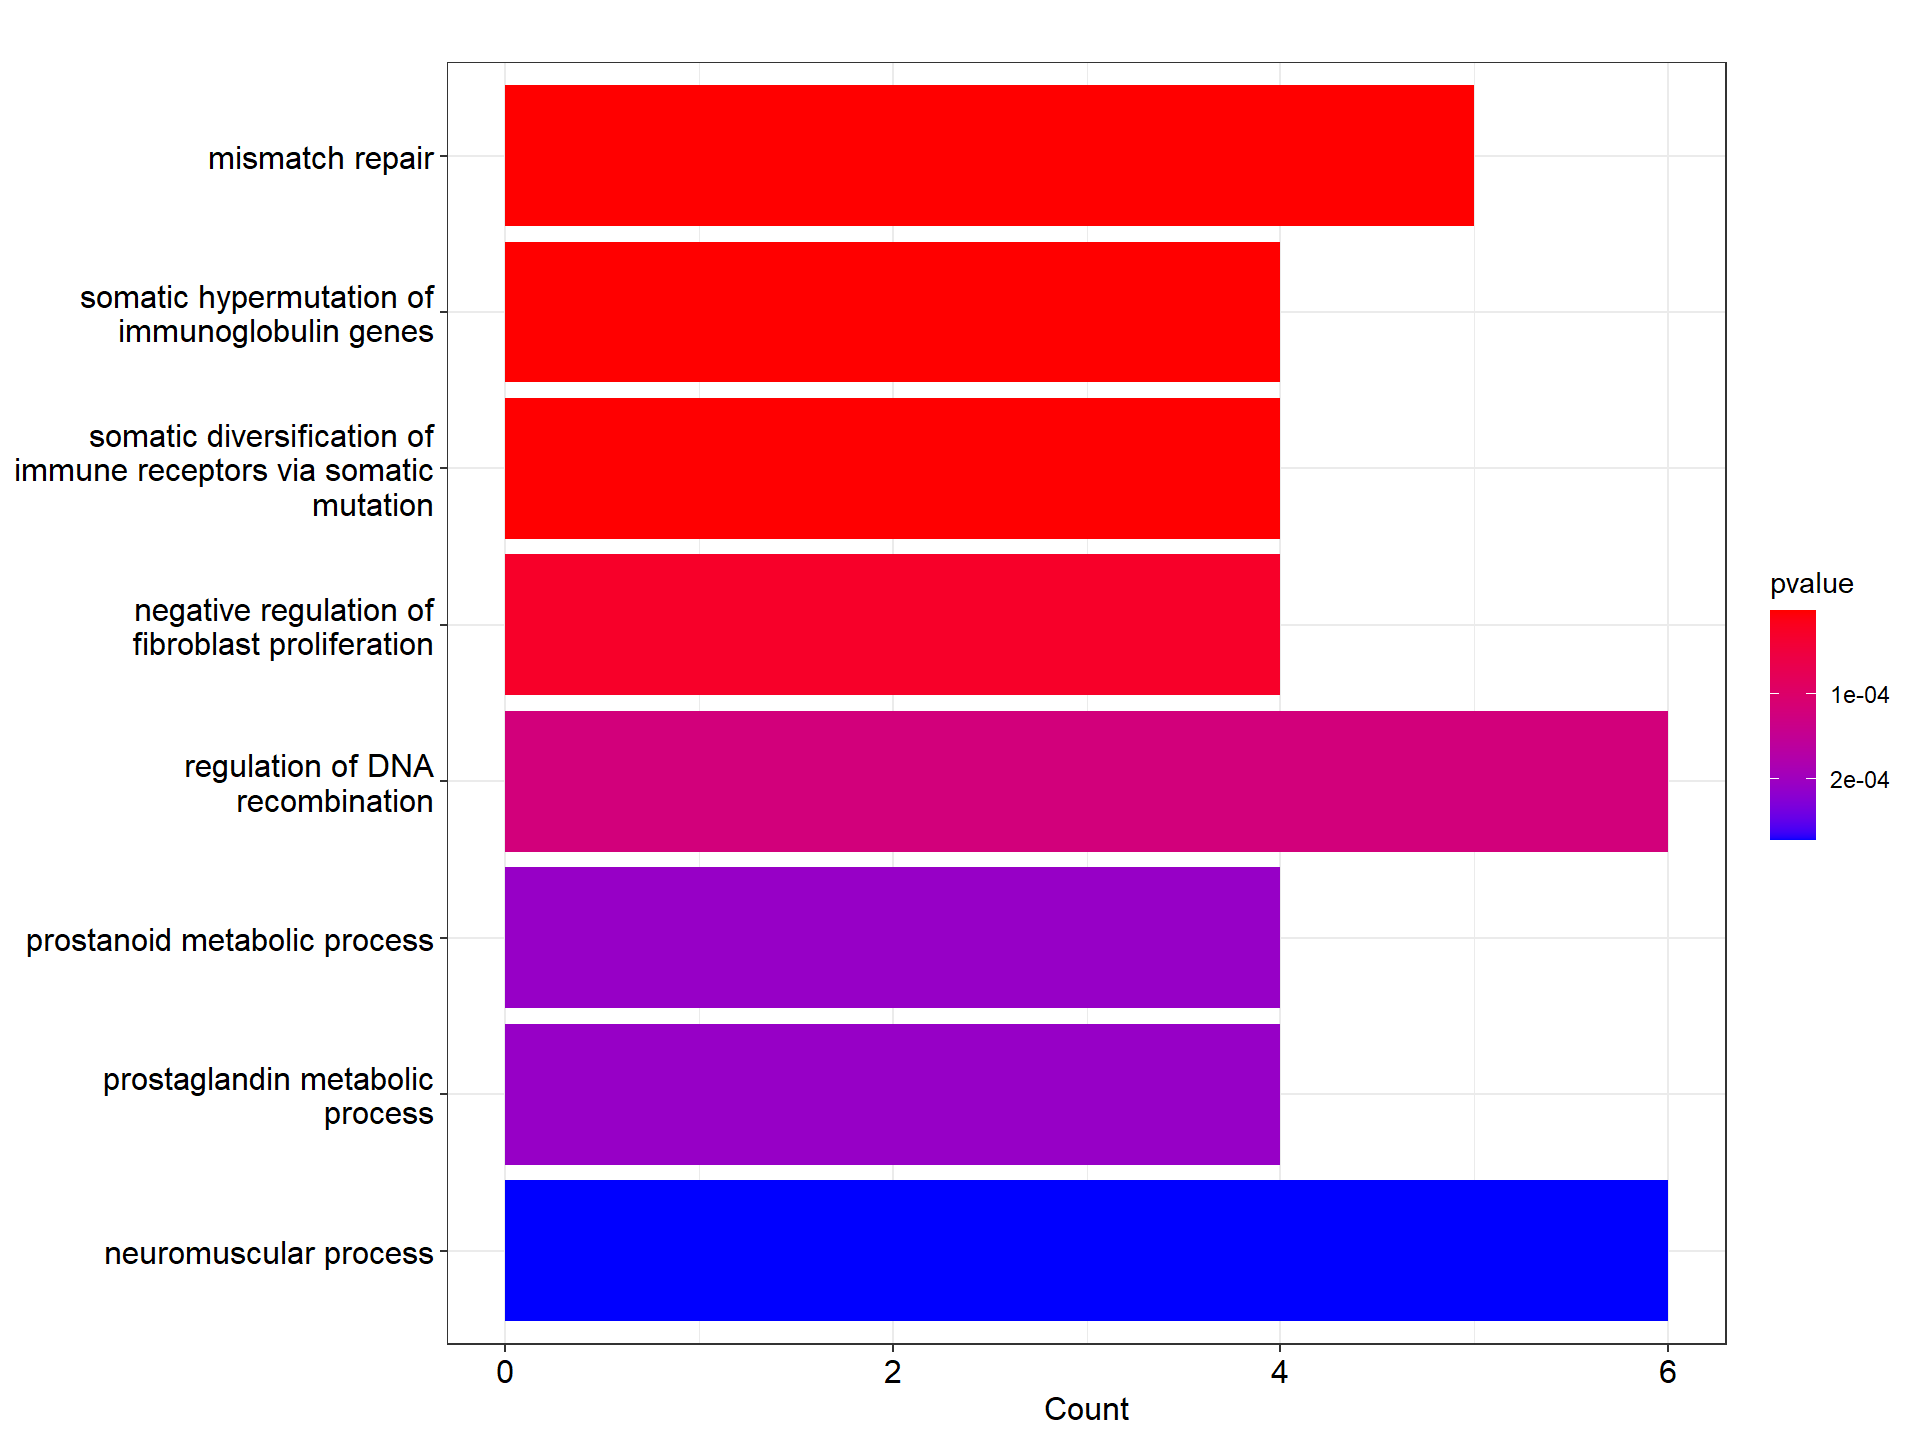 mismatch repair
somatic hypermutation of
immunoglobulin genes
somatic diversification of
immune receptors via somatic
mutation
negative regulation of
fibroblast proliferation
regulation of DNA
recombination
prostanoid metabolic process
prostaglandin metabolic
process
neuromuscular process
0
2
4
6
Count
pvalue
1e-04
2e-04